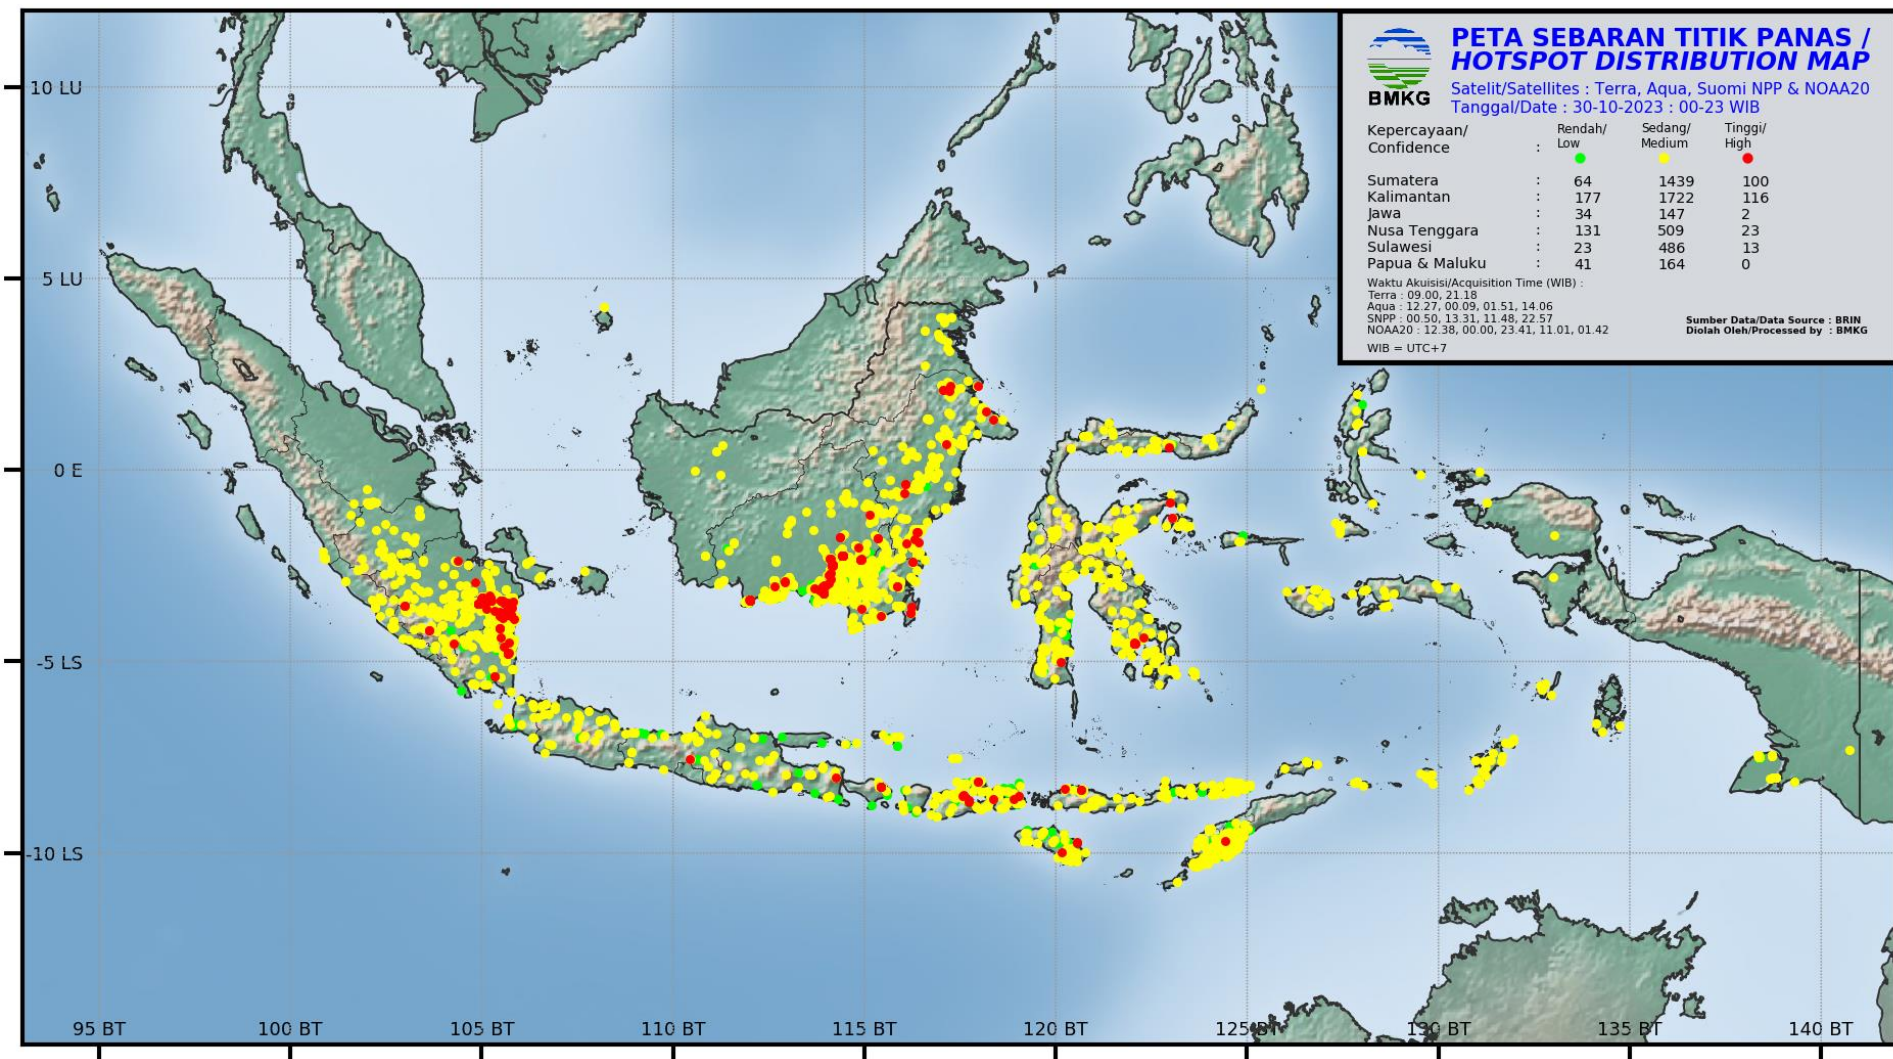 PETA SEBARAN TITIK PANAS /
HOTSPOT DISTRIBUTION MAP
BMKG
Satelit/Satellites : Terra, Aqua, Suomi NPP & NOAA20
Tanggal/Date : 30-10-2023 : 00-23 WIB
Kepercayaan/ Rendah/ Sedang/ Tinggi/
Confidence : Low Medium High
Sumatera : 64 1439 100
Kalimantan : 177 1722 116
Jawa : 34 147 2
Nusa Tenggara : 131 509 23
Sulawesi : 23 486 13
Papua & Maluku : 41 164 0
Waktu Akuisisi/Acquisition Time (WIB) :
Terra : 09.00, 21.18
Aqua : 12.27, 00.09, 01.51, 14.06
SNPP : 00.50, 13.31, 11.48, 22.57
NOAA20 : 12.38, 00.00, 23.41, 11.01, 01.42
WIB = UTC+7
Sumber Data/Data Source : BRIN
Diolah Oleh/Processed by : BMKG
10 LU
5 LU
0 E
-5 LS
-10 LS
95 BT 100 BT 105 BT 110 BT 115 BT 120 BT 125 BT 130 BT 135 BT 140 BT